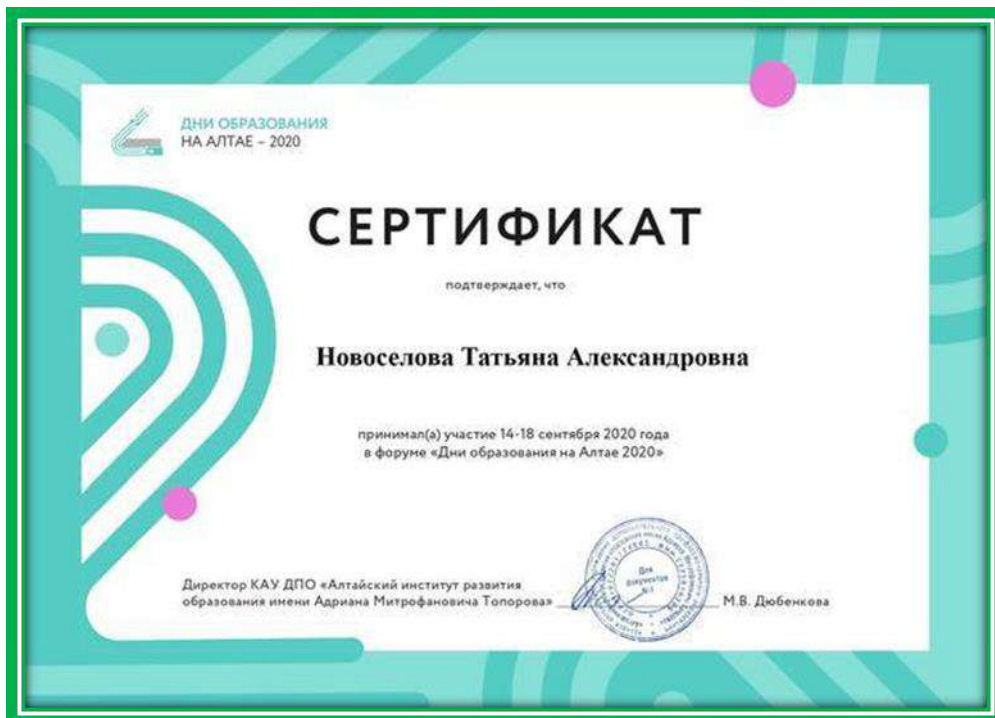 ДНИ ОБРАЗОВАНИЯ
НА АЛТАЕ – 2020
СЕРТИФИКАТ
подтверждает, что
Новоселова Татьяна Александровна
принимал(а) участие 14-18 сентября 2020 года
в форуме «Дни образования на Алтае 2020»
Директор КАУ ДПО «Алтайский институт развития
образования имени Адриана Митрофановича Топорова»
М.В. Дюбенкова
Для
документов
№1